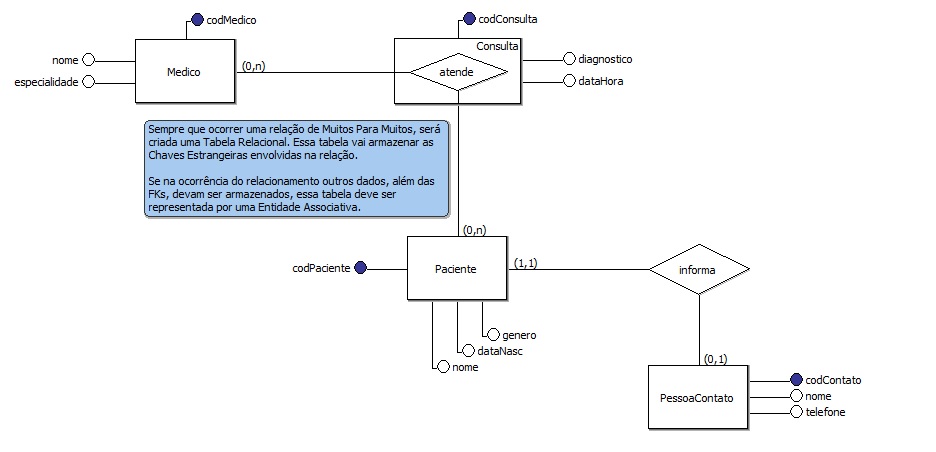 codMedico
codConsulta
nome
especialidade
Medico
(0,n)
Consulta
atende
diagnostico
dataHora
Sempre que ocorrer uma relação de Muitos Para Muitos, será
criada uma Tabela Relacional. Essa tabela vai armazenar as
Chaves Estrangeiras envolvidas na relação.
Se na ocorrência do relacionamento outros dados, além das
FKs, devam ser armazenados, essa tabela deve ser
representada por uma Entidade Associativa.
(0,n)
codPaciente
Paciente
(1,1)
informa
genero
dataNasc
nome
(0,1)
PessoaContato
codContato
nome
telefone